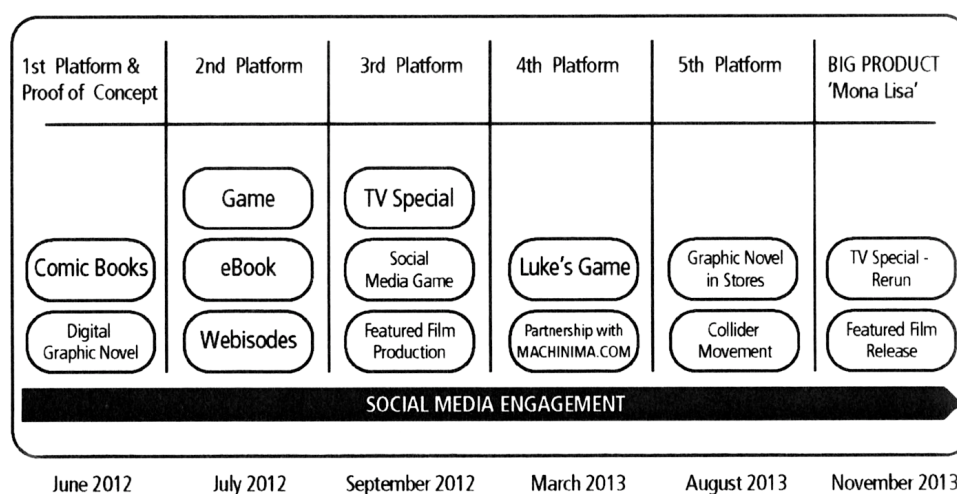 1st Platform &
Proof of Concept
2nd Platform
3rd Platform
4th Platform
5th Platform
BIG PRODUCT
'Mona Lisa'
Comic Books
Digital
Graphic Novel
Game
eBook
Webisodes
TV Special
Social
Media Game
Featured Film
Production
Luke's Game
Partnership with
MACHINIMA.COM
Graphic Novel
in Stores
Collider
Movement
TV Special -
Rerun
Featured Film
Release
SOCIAL MEDIA ENGAGEMENT
June 2012
July 2012
September 2012
March 2013
August 2013
November 2013